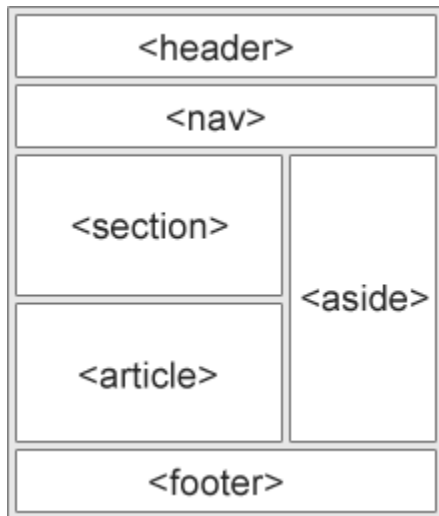 <header>
<nav>
<section>
<aside>
<article>
<footer>